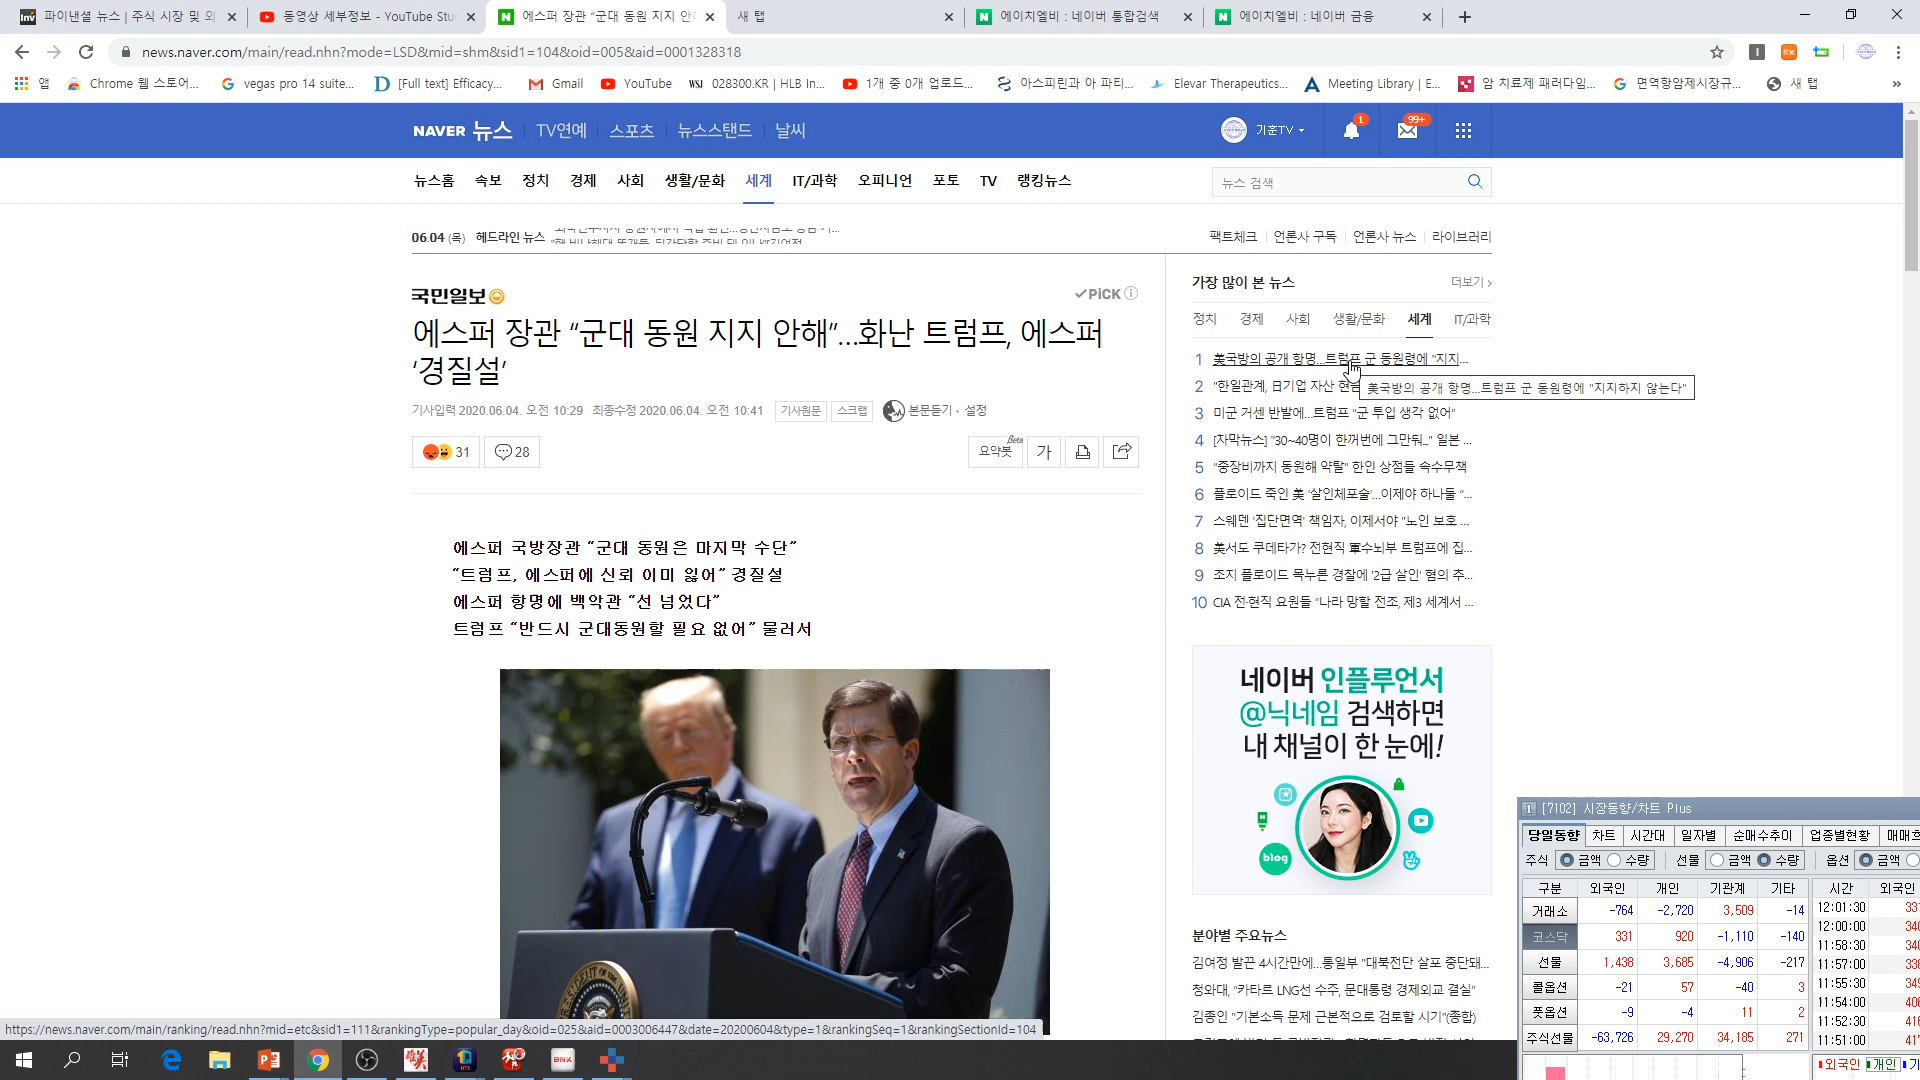 파이낸셜 뉴스 | 주식 시장 및 외
동영상 세부정보 - YouTube Stu
에스퍼 장관 “군대 동원 지지 안
새 탭
에이치엘비 : 네이버 통합검색
에이치엘비 : 네이버 금융
news.naver.com/main/read.nhn?mode=LSD&mid=shm&sid1=104&oid=005&aid=0001328318
앱
Chrome 웹 스토어...
vegas pro 14 suite...
[Full text] Efficacy...
Gmail
YouTube
WSJ 028300.KR | HLB In...
1개 중 0개 업로드...
아스피린과 아 파티...
Elevar Therapeutics...
Meeting Library | E...
암 치료제 패러다임...
면역항암제시장규...
새 탭
NAVER 뉴스 TV연예 스포츠 뉴스스탠드 날씨
기훈TV
1
99+
뉴스홈 속보 정치 경제 사회 생활/문화 세계 IT/과학 오피니언 포토 TV 랭킹뉴스
뉴스 검색
06.04 (목) 헤드라인 뉴스
팩트체크 언론사 구독 언론사 뉴스 라이브러리
국민일보
PiCK
에스퍼 장관 “군대 동원 지지 안해”…화난 트럼프, 에스퍼
‘경질설’
기사입력 2020.06.04. 오전 10:29 최종수정 2020.06.04. 오전 10:41 기사원문 스크랩 본문듣기 · 설정
31
28
요약봇 Beta 가
에스퍼 국방장관 “군대 동원은 마지막 수단”
“트럼프, 에스퍼에 신뢰 이미 잃어” 경질설
에스퍼 항명에 백악관 “선 넘었다”
트럼프 “반드시 군대동원할 필요 없어” 물러서
가장 많이 본 뉴스 더보기
정치 경제 사회 생활/문화 세계 IT/과학
1 美국방의 공개 항명...트럼프 군 동원령에 "지지...
美국방의 공개 항명...트럼프 군 동원령에 "지지하지 않는다"
2 "한일관계, 日기업 자산 현금
3 미군 거센 반발에…트럼프 “군 투입 생각 없어”
4 [자막뉴스] "30~40명이 한꺼번에 그만둬.." 일본 ...
5 “중장비까지 동원해 약탈” 한인 상점들 속수무책
6 플로이드 죽인 美 ‘살인체포술’…이제야 하나둘 “...
7 스웨덴 '집단면역' 책임자, 이제서야 "노인 보호 ...
8 美서도 쿠데타가? 전현직 軍수뇌부 트럼프에 집...
9 조지 플로이드 목누른 경찰에 '2급 살인' 혐의 추...
10 CIA 전·현직 요원들 “나라 망할 전조, 제3 세계서 ...
네이버 인플루언서
@닉네임 검색하면
내 채널이 한 눈에!
blog
분야별 주요뉴스
김여정 발끈 4시간만에…통일부 "대북전단 살포 중단돼...
청와대, “카타르 LNG선 수주, 문대통령 경제외교 결실”
김종인 "기본소득 문제 근본적으로 검토할 시기"(종합)
[7102] 시장동향/차트 Plus
당일동향 차트 시간대 일자별 순매수추이 업종별현황 매매흐
주식 금액 수량 선물 금액 수량 옵션 금액
구분 외국인 개인 기관계 기타 시간 외국인
거래소 -764 -2,720 3,509 -14
코스닥 331 920 -1,110 -140
선물 1,438 3,685 -4,906 -217
콜옵션 -21 57 -40 3
풋옵션 -9 -4 11 2
주식선물 -63,726 29,270 34,185 271
12:01:30
12:00:00
11:58:30
11:57:00
11:55:30
11:54:00
11:52:30
11:51:00
외국인 개인
https://news.naver.com/main/ranking/read.nhn?mid=etc&sid1=111&rankingType=popular_day&oid=025&aid=0003006447&date=20200604&type=1&rankingSeq=1&rankingSectionId=104
BNK